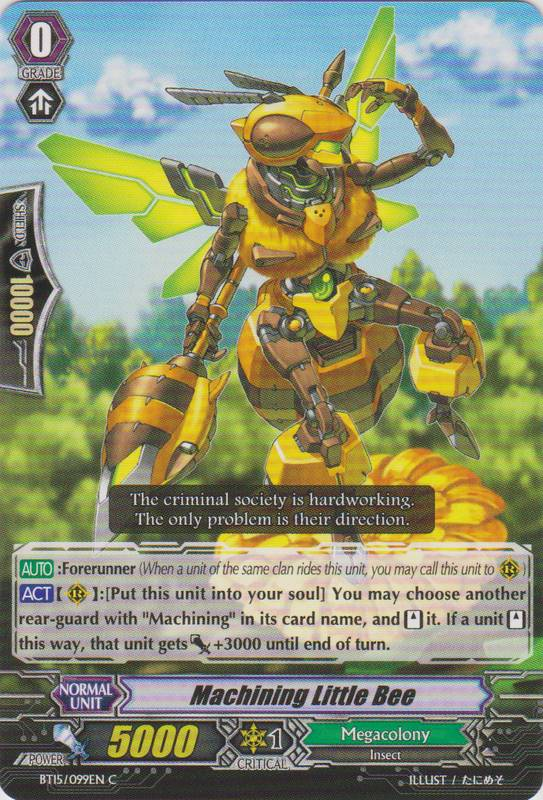 0
GRADE
SHIELD
10000
The criminal society is hardworking.
The only problem is their direction.
AUTO :Forerunner (When a unit of the same clan rides this unit, you may call this unit to R )
ACT【 R 】:[Put this unit into your soul] You may choose another
rear-guard with "Machining" in its card name, and it. If a unit
this way, that unit gets +3000 until end of turn.
NORMAL
UNIT
Machining Little Bee
POWER
5000
1
CRITICAL
Megacolony
Insect
BT15/099EN C
ILLUST / たにめそ